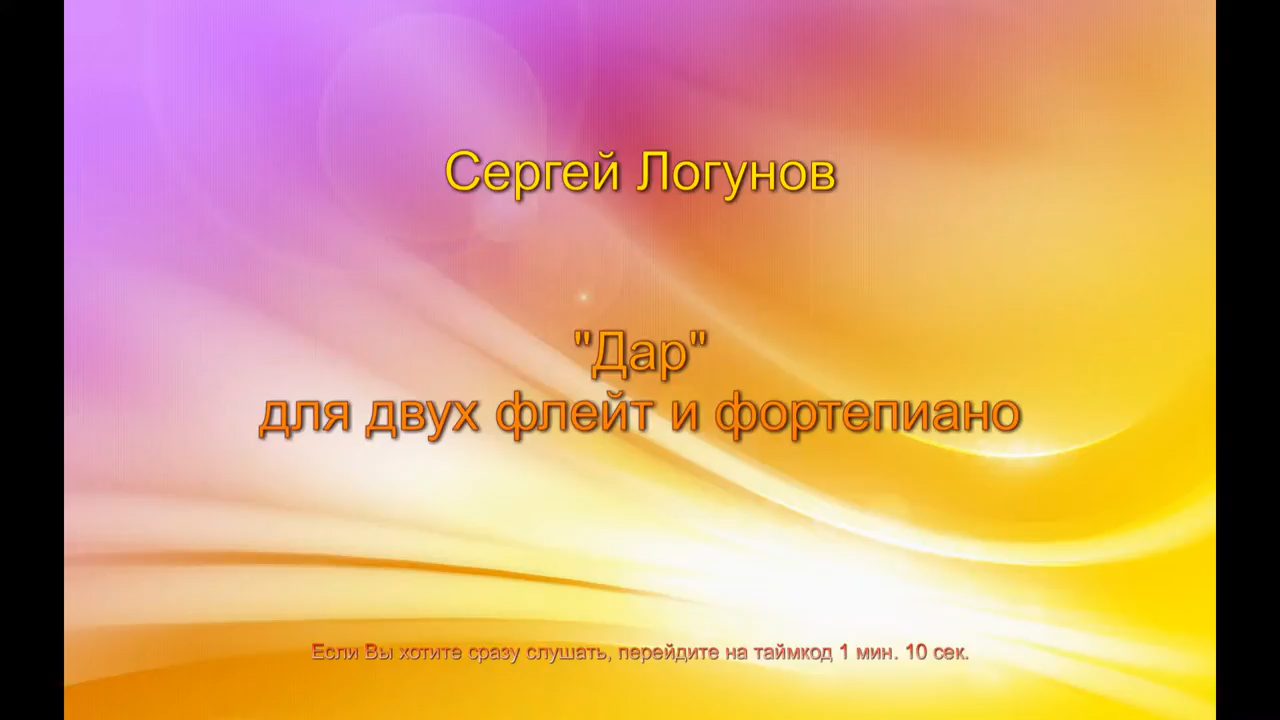 Сергей Логунов
"Дар"
для двух флейт и фортепиано
Если Вы хотите сразу слушать, перейдите на таймкод 1 мин. 10 сек.